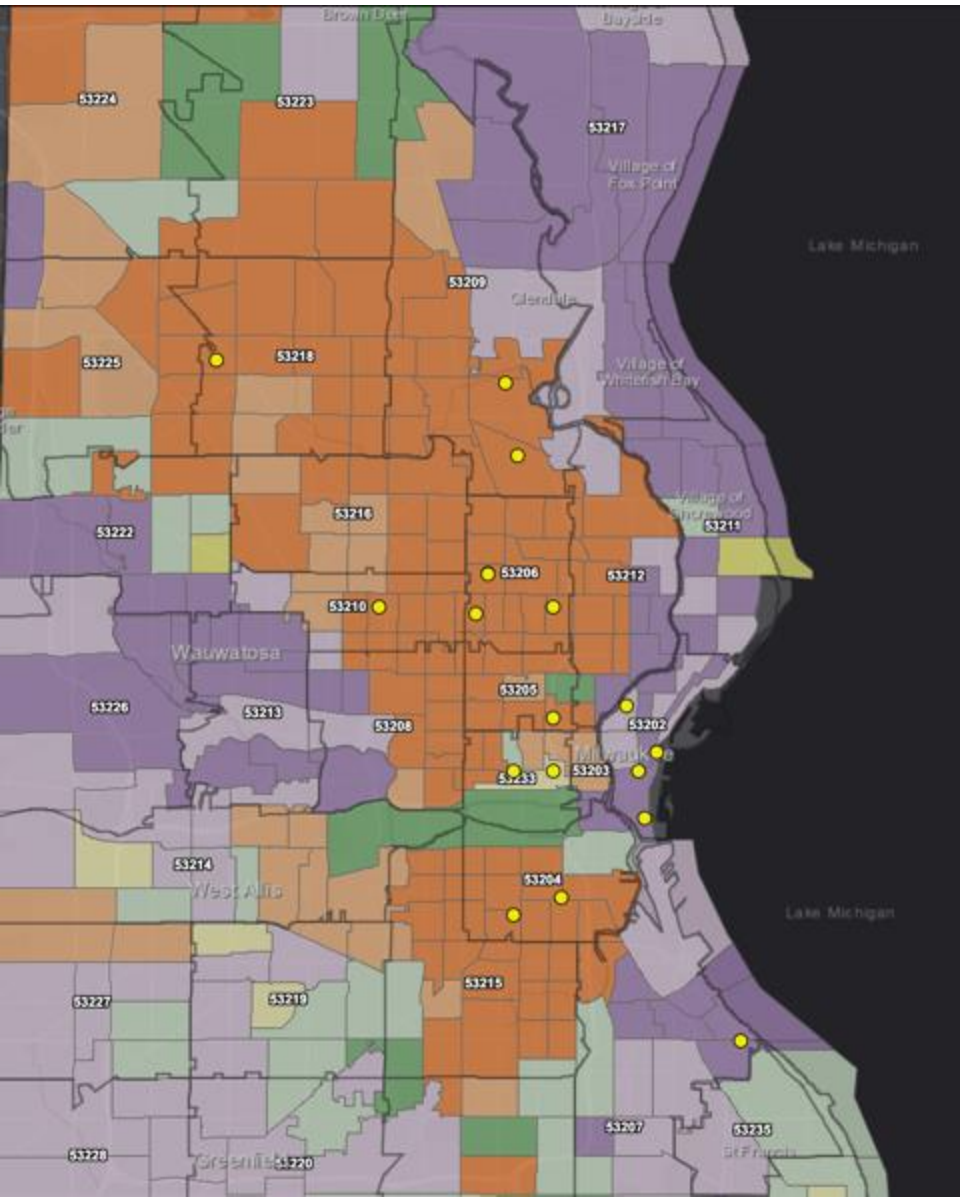 Brown Deer
Bayside
53224
53223
53217
Village of
Fox Point
Lake Michigan
53209
Glendale
53225
53218
Village of
Whitefish Bay
53216
Village of
Shorewood
53211
53222
53206
53212
53210
Wauwatosa
53205
53226
53213
53208
53202
Milwaukee
53233
53203
53214
53204
West Allis
Lake Michigan
53215
53227
53219
53207
53235
St Francis
53228
Greenfield
53220